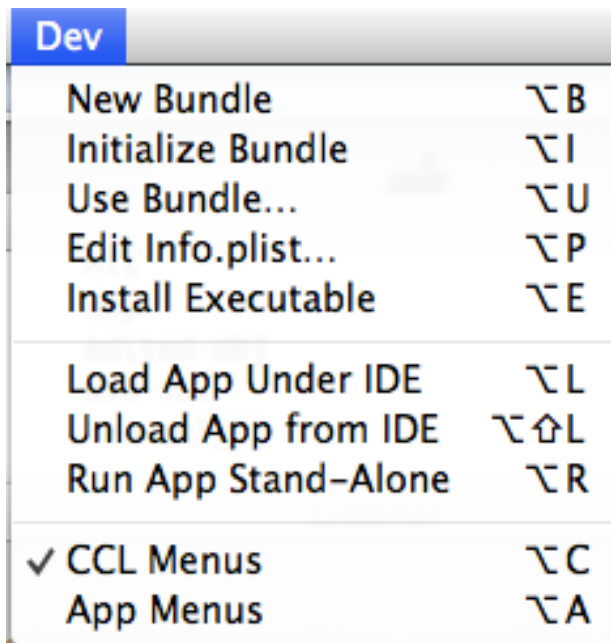 Dev
New Bundle ⌥B
Initialize Bundle ⌥I
Use Bundle... ⌥U
Edit Info.plist... ⌥P
Install Executable ⌥E
Load App Under IDE ⌥L
Unload App from IDE ⌥⇧L
Run App Stand-Alone ⌥R
✓ CCL Menus ⌥C
App Menus ⌥A